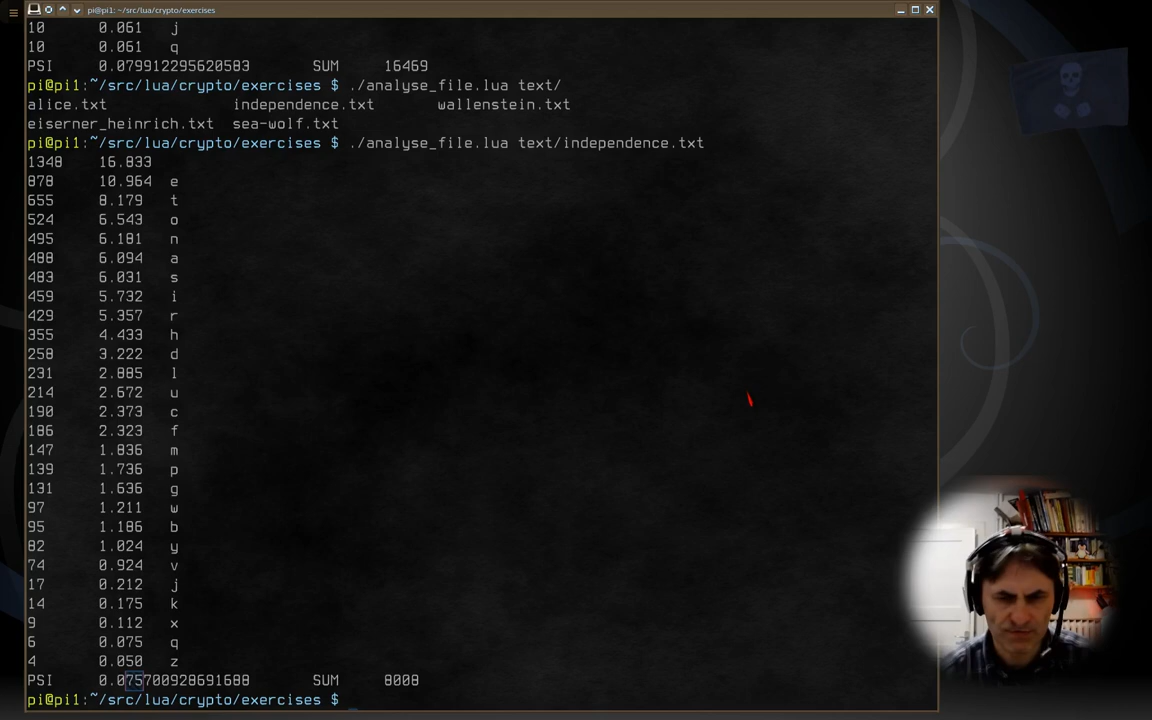 pi@pi1: ~/src/lua/crypto/exercises
10 0.061 j
10 0.061 q
PSI 0.079912295620583 SUM 16469
pi@pi1:~/src/lua/crypto/exercises $ ./analyse_file.lua text/
alice.txt independence.txt wallenstein.txt
eiserner_heinrich.txt sea-wolf.txt
pi@pi1:~/src/lua/crypto/exercises $ ./analyse_file.lua text/independence.txt
1348 16.833
878 10.964 e
655 8.179 t
524 6.543 o
495 6.181 n
488 6.094 a
483 6.031 s
459 5.732 i
429 5.357 r
355 4.433 h
258 3.222 d
231 2.885 l
214 2.672 u
190 2.373 c
186 2.323 f
147 1.836 m
139 1.736 p
131 1.636 g
97 1.211 w
95 1.186 b
82 1.024 y
74 0.924 v
17 0.212 j
14 0.175 k
9 0.112 x
6 0.075 q
4 0.050 z
PSI 0.075700928691688 SUM 8008
pi@pi1:~/src/lua/crypto/exercises $